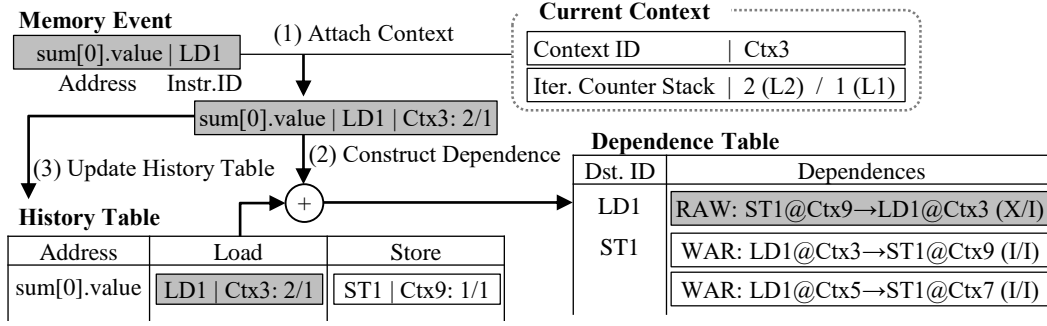 Memory Event
sum[0].value | LD1
Address Instr.ID
(1) Attach Context
Current Context
Context ID | Ctx3
Iter. Counter Stack | 2 (L2) / 1 (L1)
sum[0].value | LD1 | Ctx3: 2/1
(3) Update History Table
(2) Construct Dependence
+
Dependence Table
Dst. ID Dependences
LD1 RAW: ST1@Ctx9→LD1@Ctx3 (X/I)
ST1 WAR: LD1@Ctx3→ST1@Ctx9 (I/I)
WAR: LD1@Ctx5→ST1@Ctx7 (I/I)
History Table
Address Load Store
sum[0].value LD1 | Ctx3: 2/1 ST1 | Ctx9: 1/1